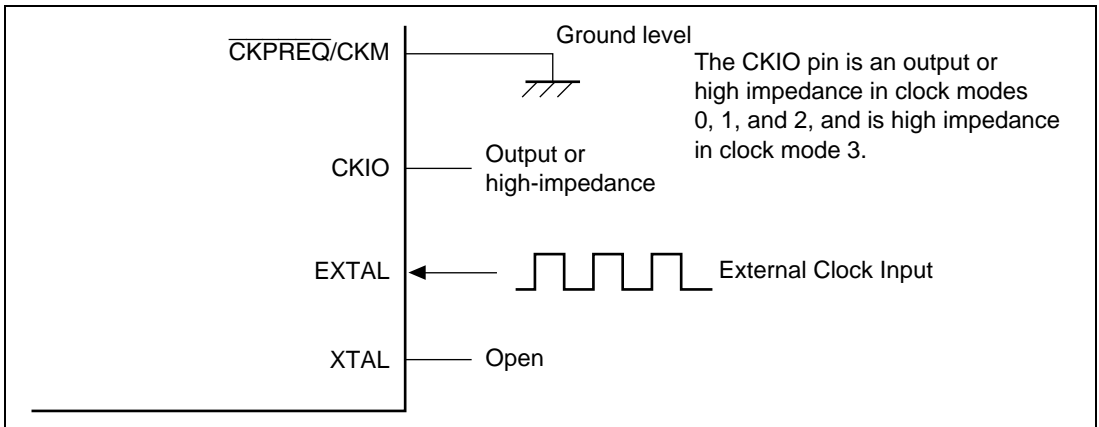 CKPREQ/CKM
Ground level
The CKIO pin is an output or
high impedance in clock modes
0, 1, and 2, and is high impedance
in clock mode 3.
CKIO
Output or
high-impedance
EXTAL
External Clock Input
XTAL
Open